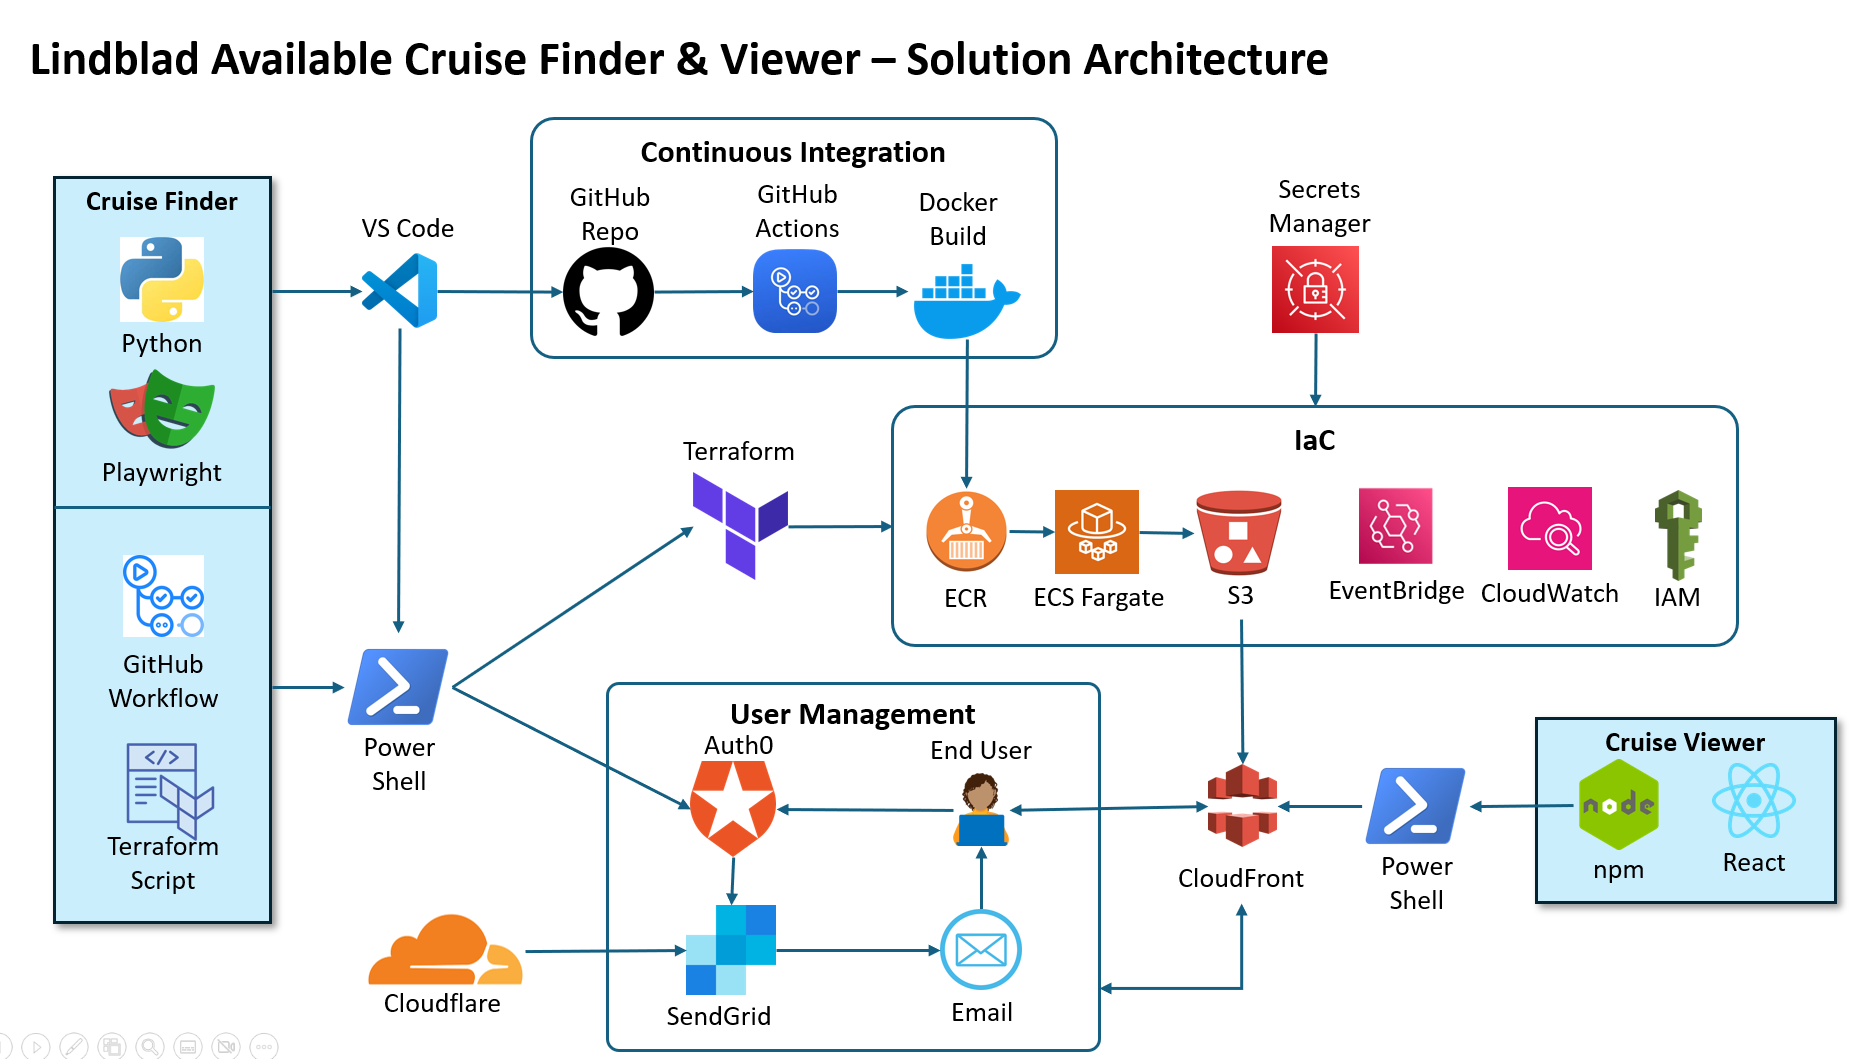 Lindblad Available Cruise Finder & Viewer – Solution Architecture
Continuous Integration
GitHub
Repo
GitHub
Actions
Docker
Build
Secrets
Manager
Cruise Finder
VS Code
Python
Playwright
Terraform
IaC
ECR
ECS Fargate
S3
EventBridge
CloudWatch
IAM
GitHub
Workflow
Terraform
Script
Power
Shell
User Management
Auth0
End User
Cloudflare
SendGrid
Email
CloudFront
Power
Shell
Cruise Viewer
node
npm
React